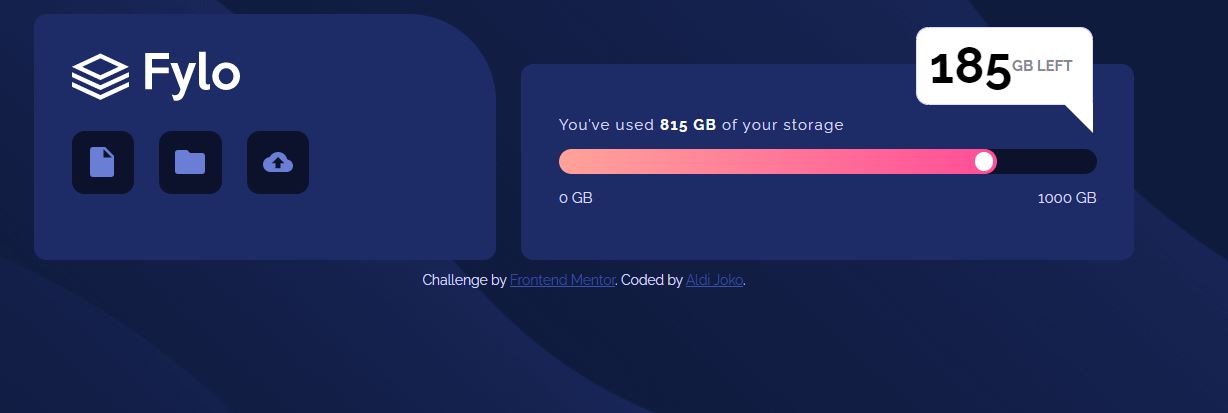 Fylo
185 GB LEFT
You've used 815 GB of your storage
0 GB
1000 GB
Challenge by Frontend Mentor. Coded by Aldi Joko.